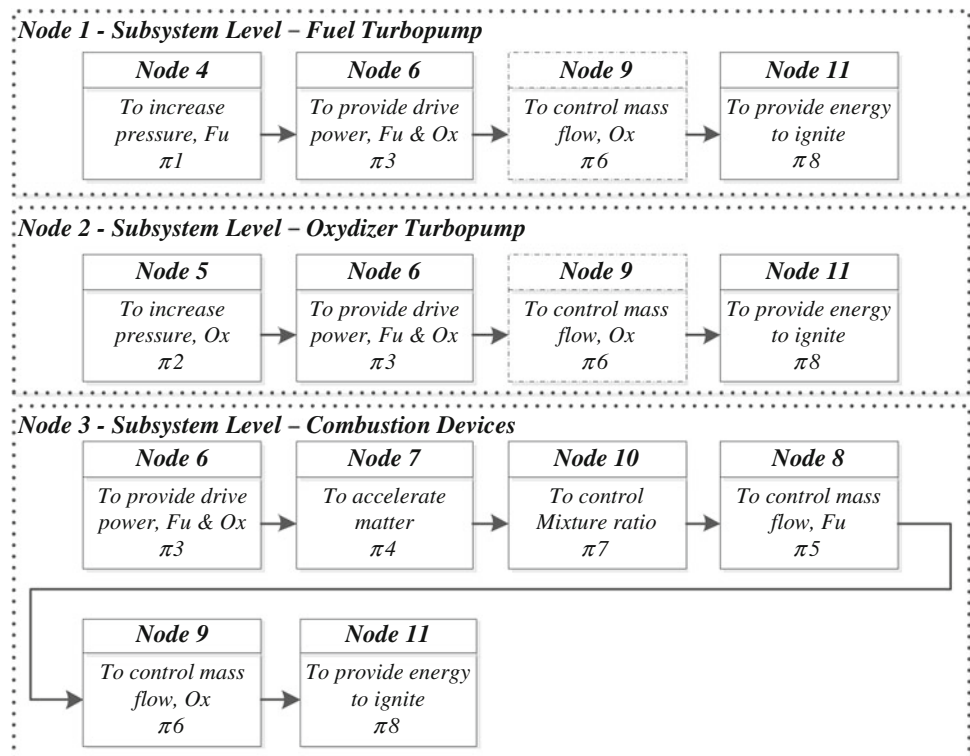 Node 1 - Subsystem Level – Fuel Turbopump
Node 4
To increase
pressure, Fu
π1
Node 6
To provide drive
power, Fu & Ox
π3
Node 9
To control mass
flow, Ox
π6
Node 11
To provide energy
to ignite
π8
Node 2 - Subsystem Level – Oxydizer Turbopump
Node 5
To increase
pressure, Ox
π2
Node 6
To provide drive
power, Fu & Ox
π3
Node 9
To control mass
flow, Ox
π6
Node 11
To provide energy
to ignite
π8
Node 3 - Subsystem Level – Combustion Devices
Node 6
To provide drive
power, Fu & Ox
π3
Node 7
To accelerate
matter
π4
Node 10
To control
Mixture ratio
π7
Node 8
To control mass
flow, Fu
π5
Node 9
To control mass
flow, Ox
π6
Node 11
To provide energy
to ignite
π8